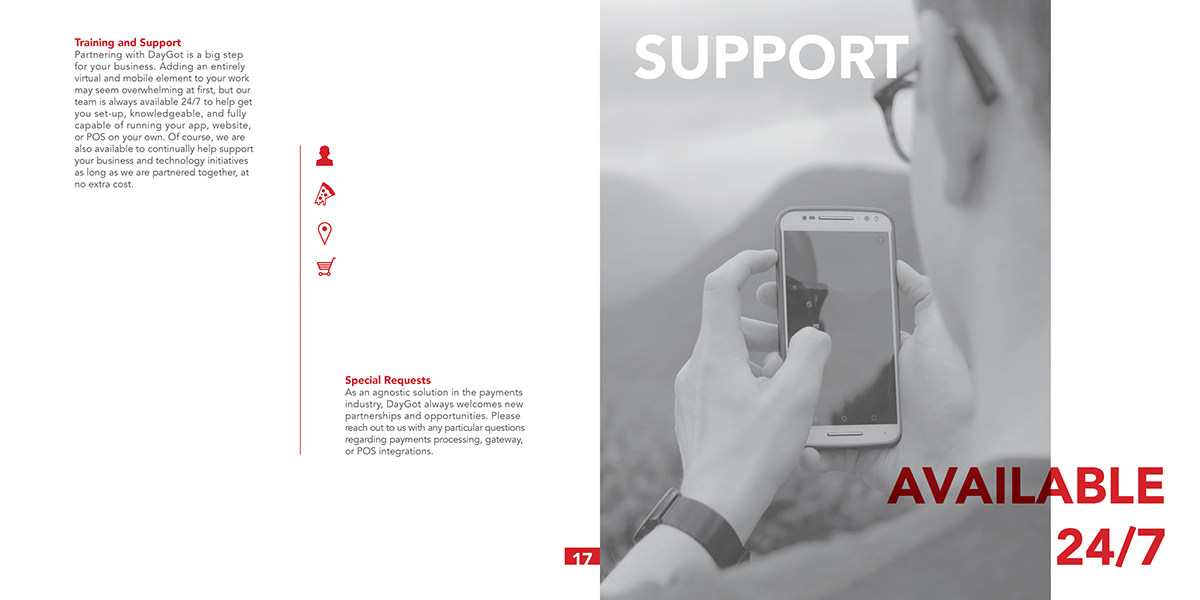 Training and Support
Partnering with DayGot is a big step
for your business. Adding an entirely
virtual and mobile element to your work
may seem overwhelming at first, but our
team is always available 24/7 to help get
you set-up, knowledgeable, and fully
capable of running your app, website,
or POS on your own. Of course, we are
also available to continually help support
your business and technology initiatives
as long as we are partnered together, at
no extra cost.
Special Requests
As an agnostic solution in the payments
industry, DayGot always welcomes new
partnerships and opportunities. Please
reach out to us with any particular questions
regarding payments processing, gateway,
or POS integrations.
17
SUPPORT
AVAILABLE
24/7